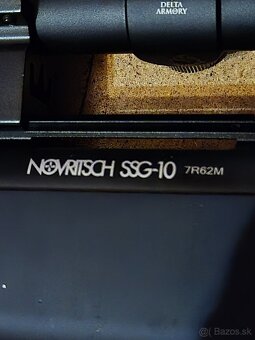 DELTA
ARMORY
NOVRITSCH SSG-10 7R62M
Bazos.sk